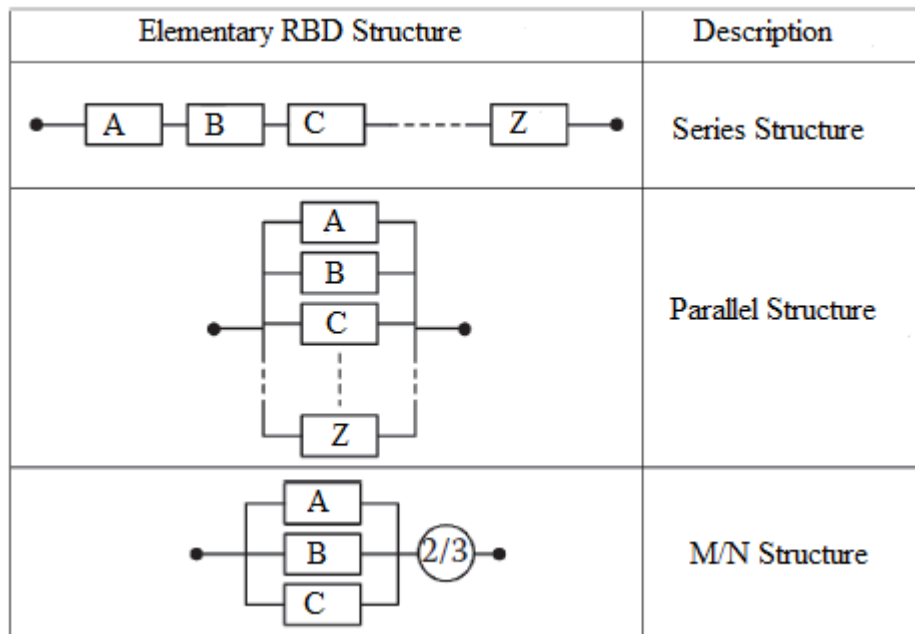 Elementary RBD Structure Description
A B C Z Series Structure
A
B
C Parallel Structure
Z
A
B 2/3 M/N Structure
C